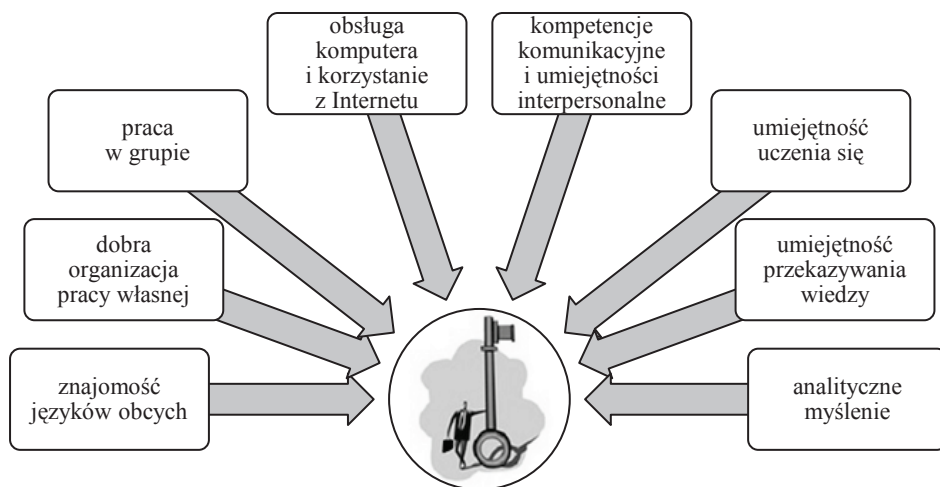 obsługa
komputera
i korzystanie
z Internetu
kompetencje
komunikacyjne
i umiejętności
interpersonalne
praca
w grupie
umiejętność
uczenia się
dobra
organizacja
pracy własnej
umiejętność
przekazywania
wiedzy
znajomość
języków obcych
analityczne
myślenie